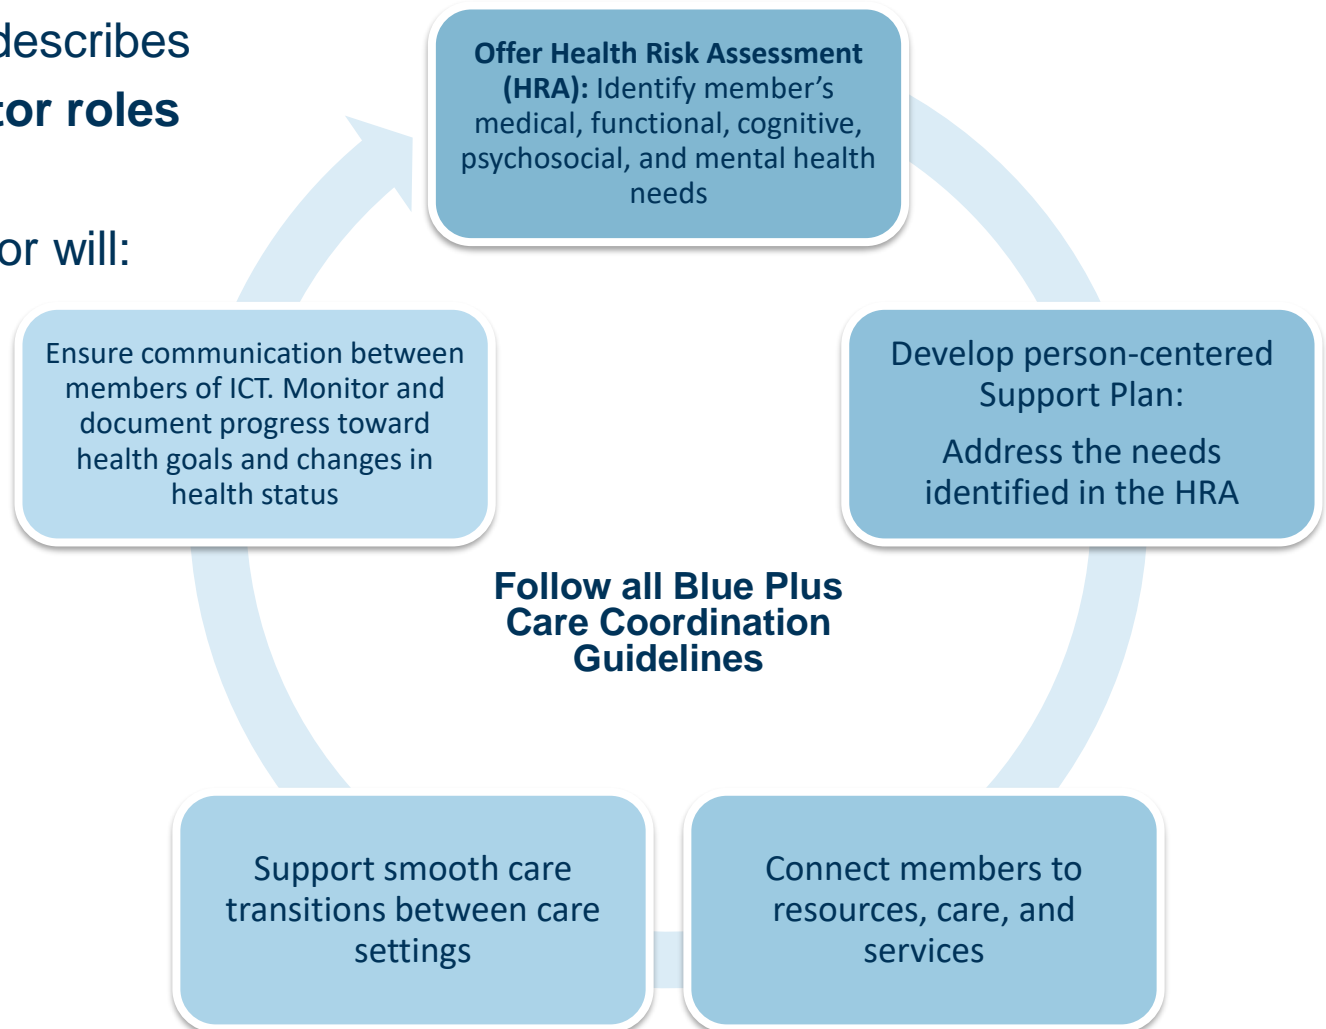 describes
tor roles
or will:
Offer Health Risk Assessment
(HRA): Identify member's
medical, functional, cognitive,
psychosocial, and mental health
needs
Develop person-centered
Support Plan:
Address the needs
identified in the HRA
Connect members to
resources, care, and
services
Support smooth care
transitions between care
settings
Ensure communication between
members of ICT. Monitor and
document progress toward
health goals and changes in
health status
Follow all Blue Plus
Care Coordination
Guidelines